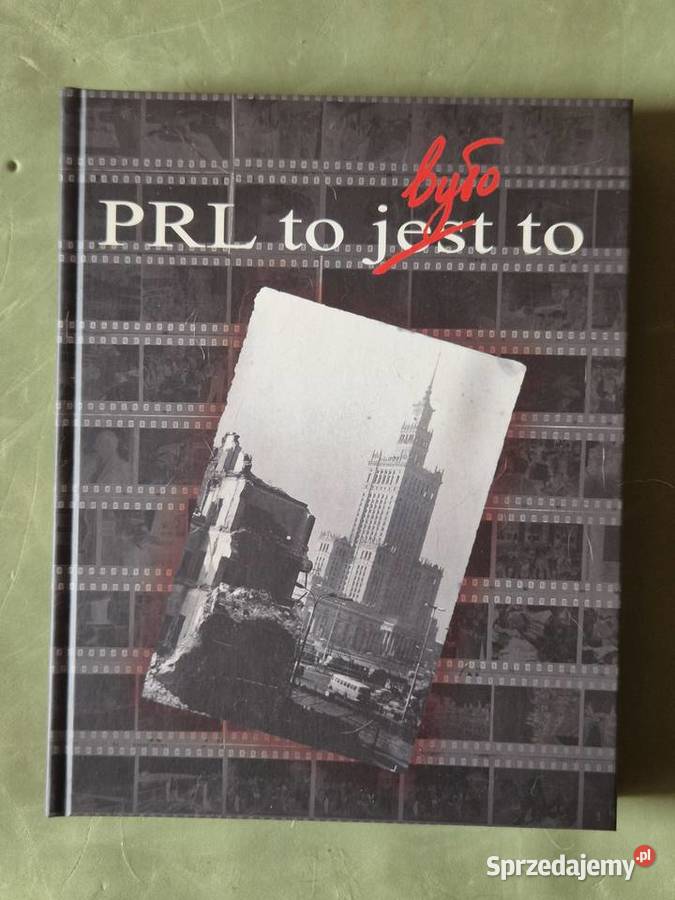 było
PRL to jest to
Sprzedajemy.pl